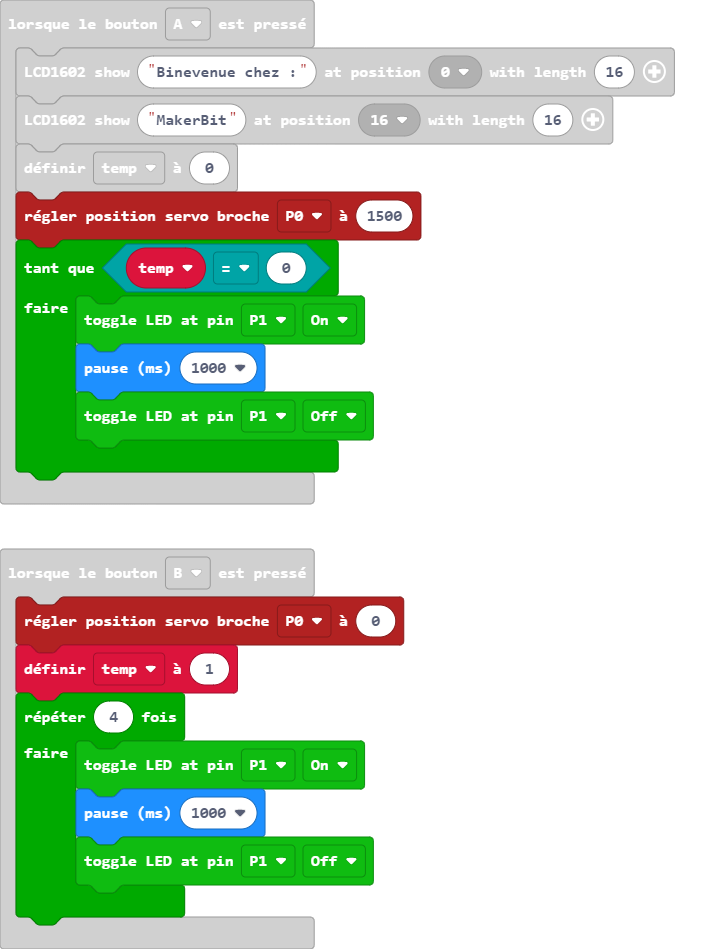 lorsque le bouton A est pressé
LCD1602 show "Binevenue chez :" at position 0 with length 16
LCD1602 show "MakerBit" at position 16 with length 16
définir temp à 0
régler position servo broche P0 à 1500
tant que temp = 0
faire
toggle LED at pin P1 On
pause (ms) 1000
toggle LED at pin P1 Off
lorsque le bouton B est pressé
régler position servo broche P0 à 0
définir temp à 1
répéter 4 fois
faire
toggle LED at pin P1 On
pause (ms) 1000
toggle LED at pin P1 Off